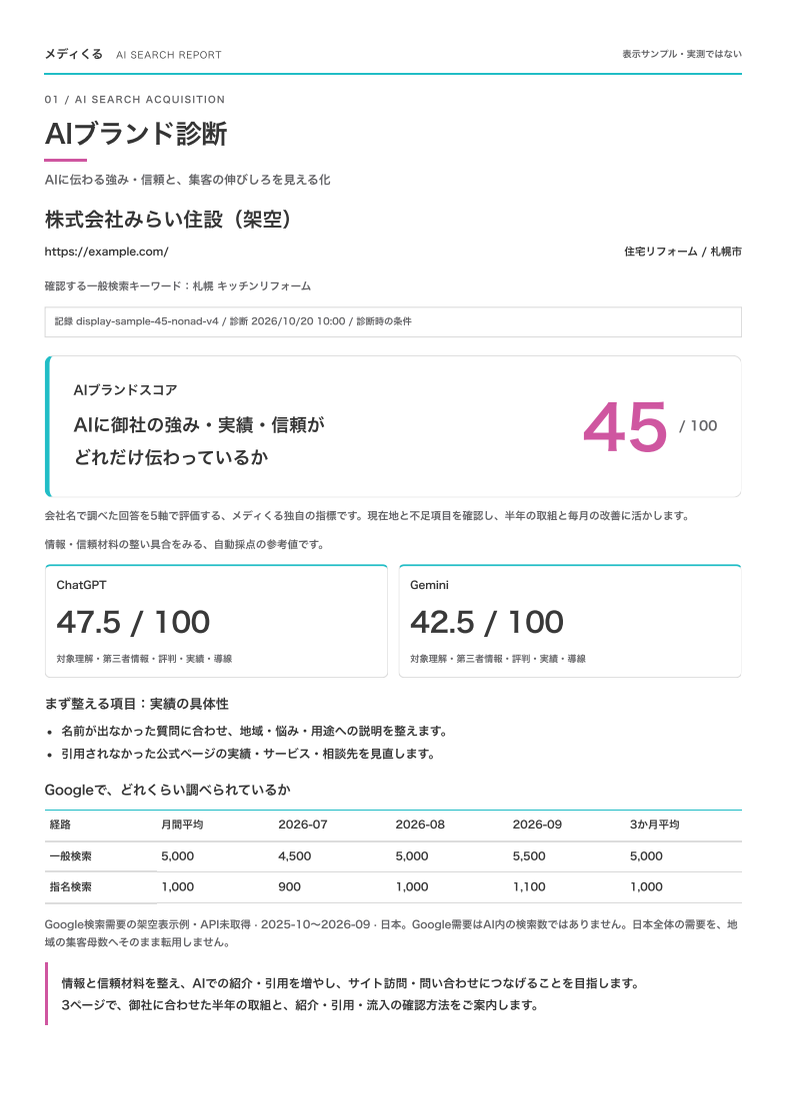 メディくる AI SEARCH REPORT 表示サンプル・実測ではない
01 / AI SEARCH ACQUISITION
AIブランド診断
AIに伝わる強み・信頼と、集客の伸びしろを見える化
株式会社みらい住設（架空）
https://example.com/ 住宅リフォーム / 札幌市
確認する一般検索キーワード：札幌 キッチンリフォーム
記録 display-sample-45-nonad-v4 / 診断 2026/10/20 10:00 / 診断時の条件
AIブランドスコア
AIに御社の強み・実績・信頼が
どれだけ伝わっているか
45 / 100
会社名で調べた回答を5軸で評価する、メディくる独自の指標です。現在地と不足項目を確認し、半年の取組と毎月の改善に活かします。
情報・信頼材料の整い具合をみる、自動採点の参考値です。
ChatGPT
47.5 / 100
対象理解・第三者情報・評判・実績・導線
Gemini
42.5 / 100
対象理解・第三者情報・評判・実績・導線
まず整える項目：実績の具体性
• 名前が出なかった質問に合わせ、地域・悩み・用途への説明を整えます。
• 引用されなかった公式ページの実績・サービス・相談先を見直します。
Googleで、どれくらい調べられているか
経路 月間平均 2026-07 2026-08 2026-09 3か月平均
一般検索 5,000 4,500 5,000 5,500 5,000
指名検索 1,000 900 1,000 1,100 1,000
Google検索需要の架空表示例・API未取得 · 2025-10〜2026-09 · 日本。Google需要はAI内の検索数ではありません。日本全体の需要を、地
域の集客母数へそのまま転用しません。
情報と信頼材料を整え、AIでの紹介・引用を増やし、サイト訪問・問い合わせにつなげることを目指します。
3ページで、御社に合わせた半年の取組と、紹介・引用・流入の確認方法をご案内します。